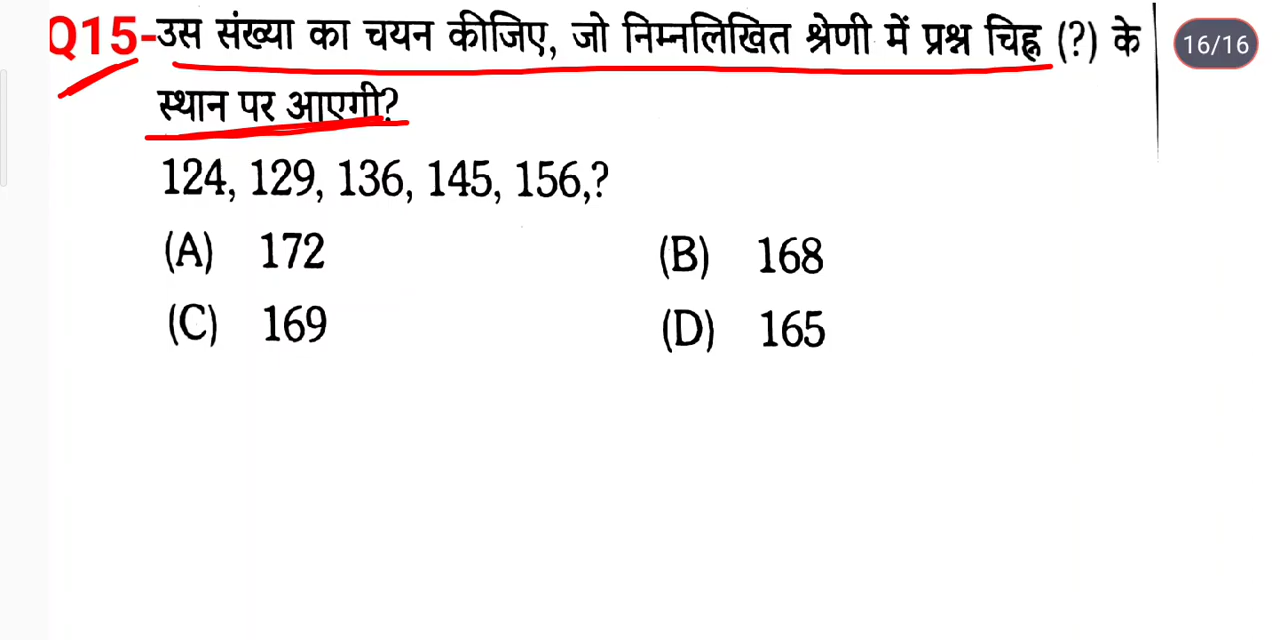 Q15-उस संख्या का चयन कीजिए, जो निम्नलिखित श्रेणी में प्रश्न चिह्न (?) के
16/16
स्थान पर आएगी?
124, 129, 136, 145, 156,?
(A) 172 (B) 168
(C) 169 (D) 165